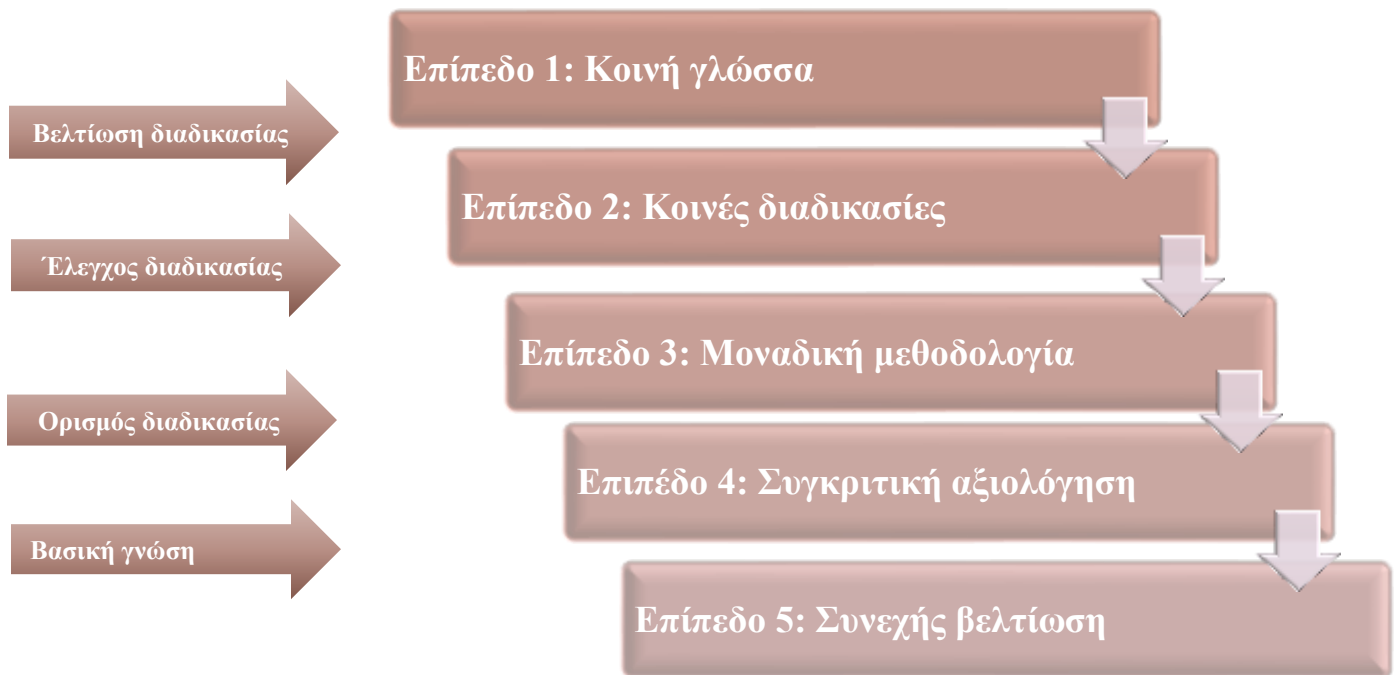 Επίπεδο 1: Κοινή γλώσσα
Βελτίωση διαδικασίας
Επίπεδο 2: Κοινές διαδικασίες
Έλεγχος διαδικασίας
Επίπεδο 3: Μοναδική μεθοδολογία
Ορισμός διαδικασίας
Επιπέδο 4: Συγκριτική αξιολόγηση
Βασική γνώση
Επίπεδο 5: Συνεχής βελτίωση